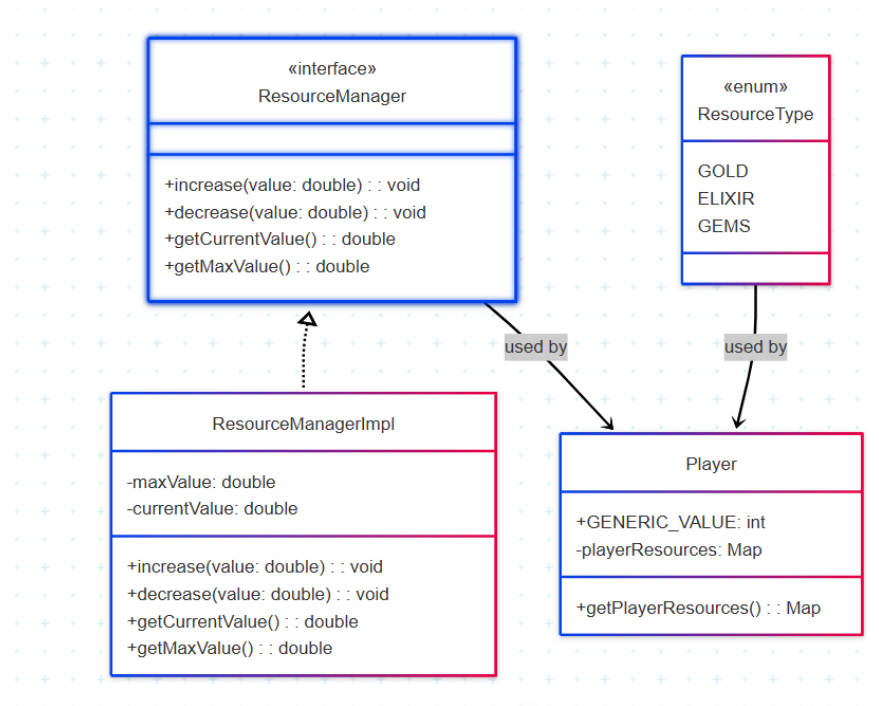 «interface»
ResourceManager
+increase(value: double) : : void
+decrease(value: double) : : void
+getCurrentValue() : : double
+getMaxValue() : : double
«enum»
ResourceType
GOLD
ELIXIR
GEMS
used by
used by
ResourceManagerImpl
-maxValue: double
-currentValue: double
+increase(value: double) : : void
+decrease(value: double) : : void
+getCurrentValue() : : double
+getMaxValue() : : double
Player
+GENERIC_VALUE: int
-playerResources: Map
+getPlayerResources() : : Map